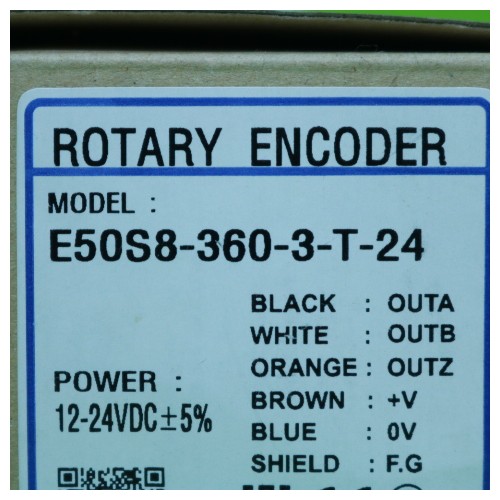 ROTARY ENCODER
MODEL :
E50S8-360-3-T-24
BLACK : OUTA
WHITE : OUTB
ORANGE : OUTZ
POWER :
BROWN : +V
12-24VDC±5%
BLUE : 0V
SHIELD : F.G